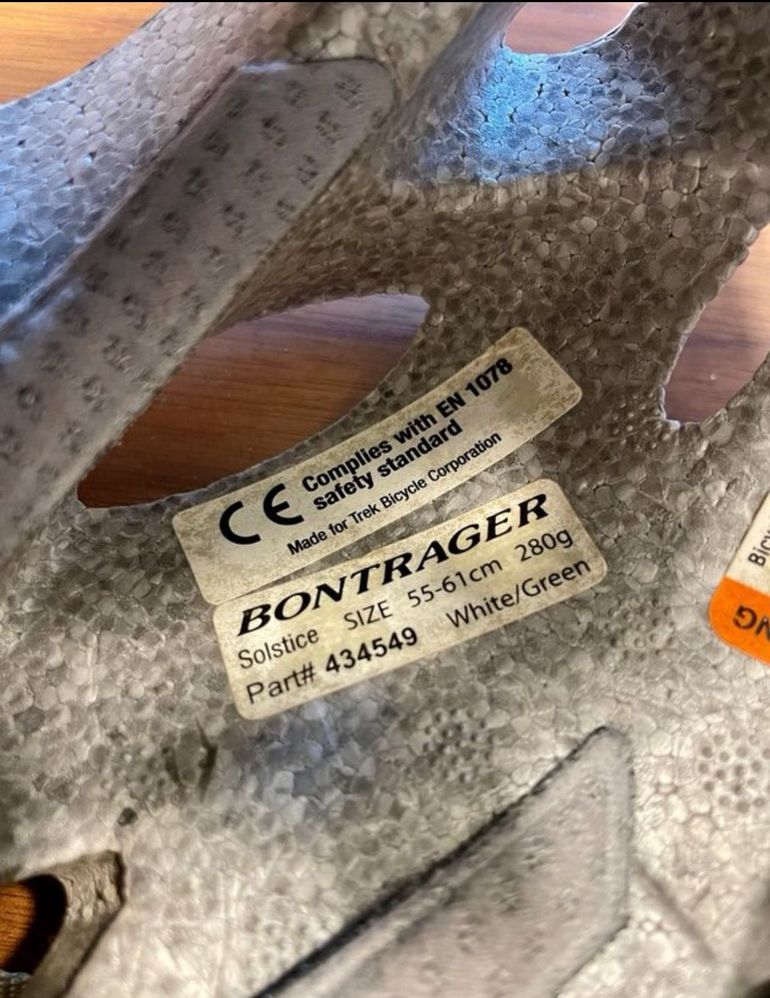 CE Complies with EN 1078
safety standard
Made for Trek Bicycle Corporation
BONTRAGER
Solstice SIZE 55-61cm 280g
Part# 434549 White/Green